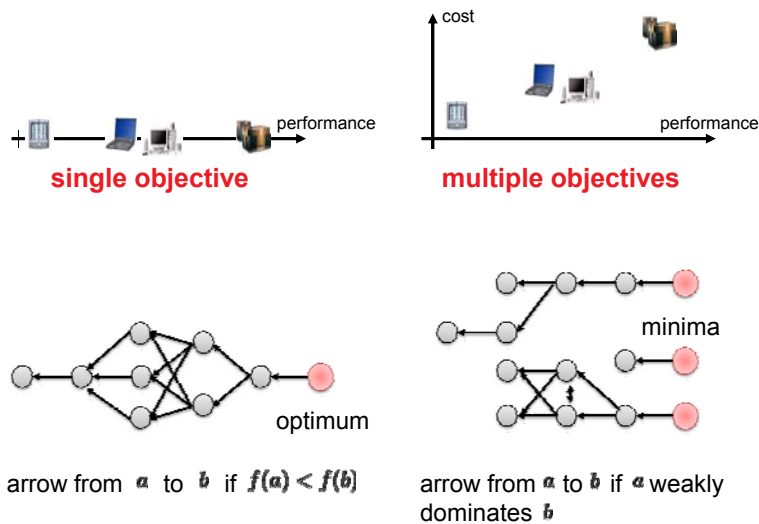 cost
performance
performance
single objective
multiple objectives
minima
optimum
arrow from a to b if f(a) < f(b)
arrow from a to b if a weakly
dominates b